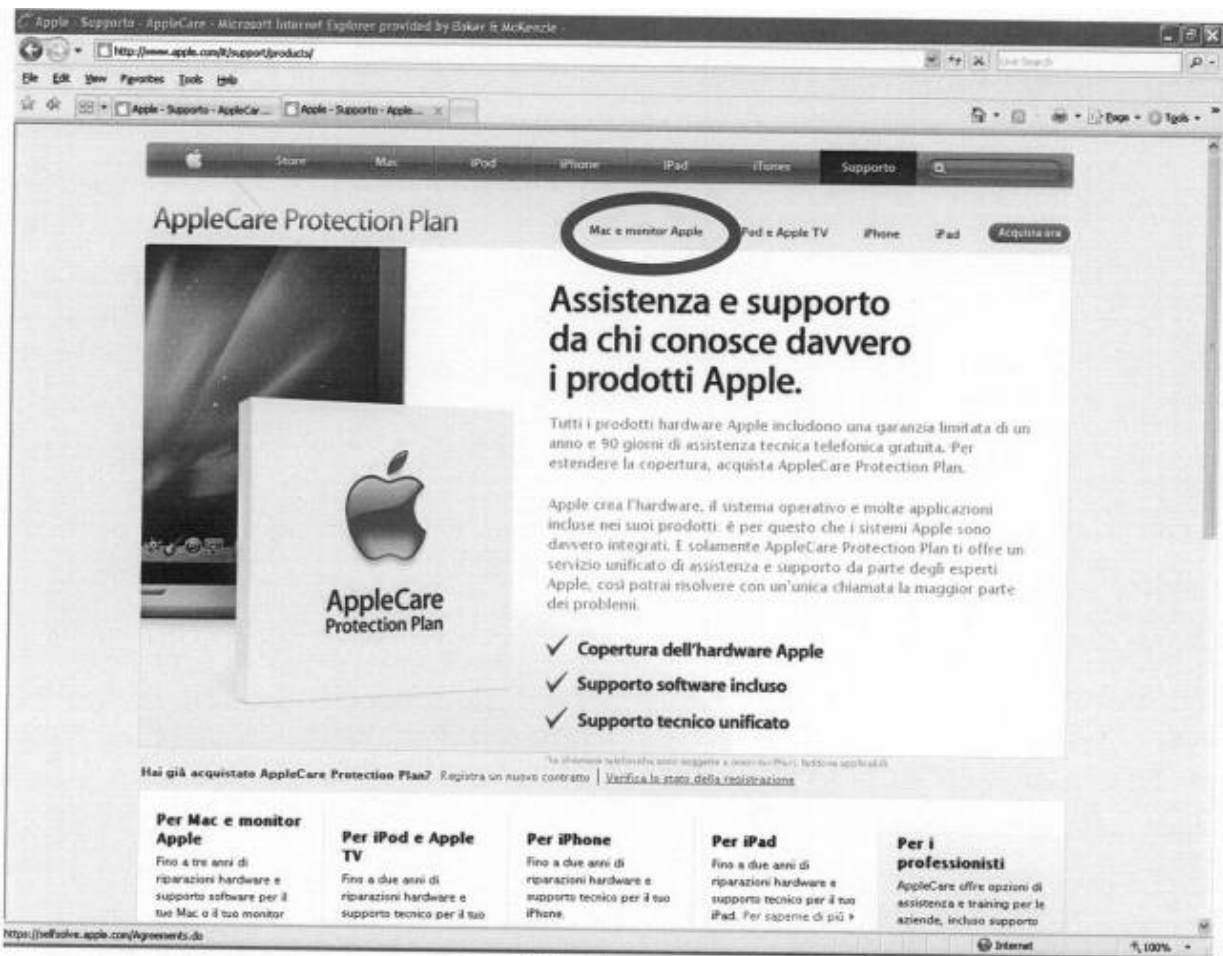 Apple - Supporto - AppleCare - Microsoft Internet Explorer provided by Baker & McKenzie -
http://www.apple.com/it/support/products/
Live Search
File Edit View Favorites Tools Help
Apple - Supporto - AppleCar... Apple - Supporto - Apple...
Page Tools
Store Mac iPod iPhone iPad iTunes Supporto
AppleCare Protection Plan
Mac e monitor Apple Pod e Apple TV iPhone iPad Acquista ora
Assistenza e supporto
da chi conosce davvero
i prodotti Apple.
Tutti i prodotti hardware Apple includono una garanzia limitata di un
anno e 90 giorni di assistenza tecnica telefonica gratuita. Per
estendere la copertura, acquista AppleCare Protection Plan.
Apple crea l'hardware, il sistema operativo e molte applicazioni
incluse nei suoi prodotti: è per questo che i sistemi Apple sono
davvero integrati. E solamente AppleCare Protection Plan ti offre un
servizio unificato di assistenza e supporto da parte degli esperti
Apple, così potrai risolvere con un'unica chiamata la maggior parte
dei problemi.
AppleCare
Protection Plan
✓ Copertura dell'hardware Apple
✓ Supporto software incluso
✓ Supporto tecnico unificato
Hai già acquistato AppleCare Protection Plan? Registra un nuovo contratto | Verifica lo stato della registrazione
Per Mac e monitor
Apple
Fino a tre anni di
riparazioni hardware e
supporto software per il
tuo Mac o il tuo monitor
Per iPod e Apple
TV
Fino a due anni di
riparazioni hardware e
supporto tecnico per il tuo
Per iPhone
Fino a due anni di
riparazioni hardware e
supporto tecnico per il tuo
iPhone.
Per iPad
Fino a due anni di
riparazioni hardware e
supporto tecnico per il tuo
iPad. Per saperne di più
Per i
professionisti
AppleCare offre opzioni di
assistenza e training per le
aziende, incluso supporto
https://selfsolve.apple.com/Agreements.do
Internet 100%